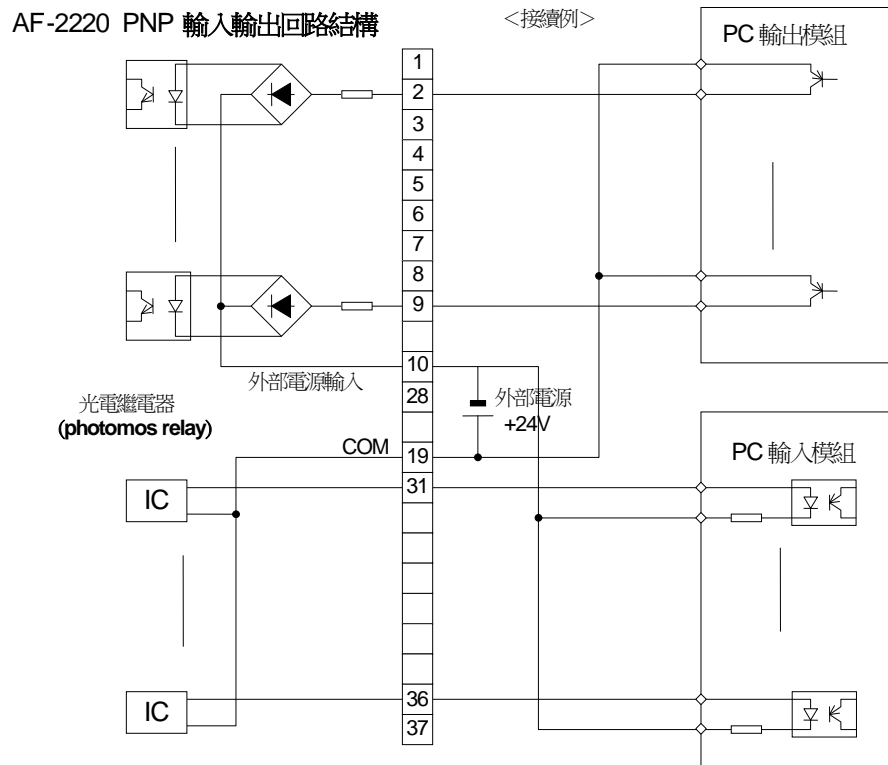 AF-2220 PNP 輸入輸出回路結構
<接續例>
PC 輸出模組
1
2
3
4
5
6
7
8
9
10
28
19
31
36
37
外部電源輸入
外部電源
+24V
光電繼電器
(photomos relay)
COM
PC 輸入模組
IC
IC